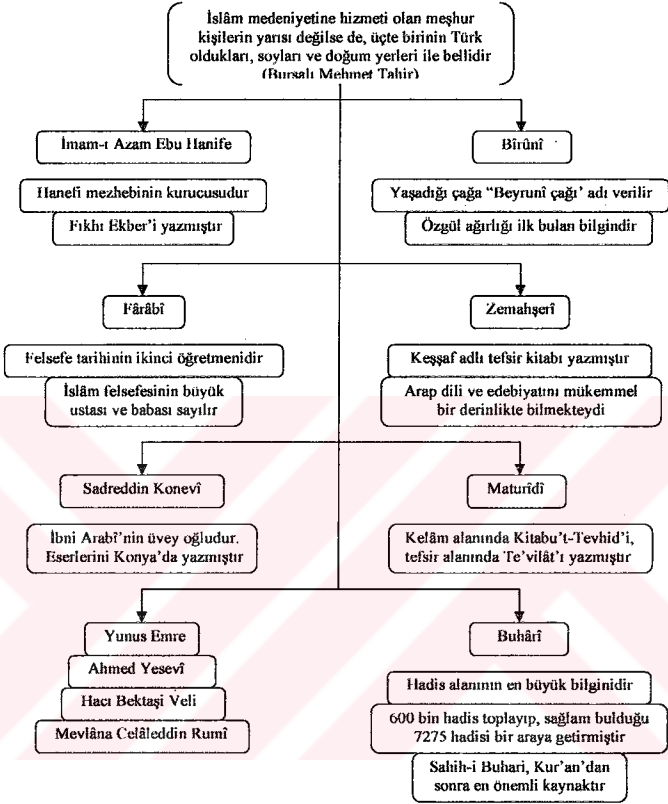 İslâm medeniyetine hizmeti olan meşhur
kişilerin yarısı değilse de, üçte birinin Türk
oldukları, soyları ve doğum yerleri ile bellidir
(Bursalı Mehmet Tahir)
İmam-ı Azam Ebu Hanife
Hanefi mezhebinin kurucusudur
Fıkhı Ekber'i yazmıştır
Bîrûnî
Yaşadığı çağa "Beyrunî çağı' adı verilir
Özgül ağırlığı ilk bulan bilgindir
Fârâbî
Felsefe tarihinin ikinci öğretmenidir
İslâm felsefesinin büyük
ustası ve babası sayılır
Zemahşerî
Keşşaf adlı tefsir kitabı yazmıştır
Arap dili ve edebiyatını mükemmel
bir derinlikte bilmekteydi
Sadreddin Konevî
İbni Arabî'nin üvey oğludur.
Eserlerini Konya'da yazmıştır
Maturîdî
Kelâm alanında Kitabu't-Tevhid'i,
tefsir alanında Te'vilât'ı yazmıştır
Yunus Emre
Ahmed Yesevî
Hacı Bektaşi Veli
Mevlâna Celâleddin Rumî
Buhârî
Hadis alanının en büyük bilginidir
600 bin hadis toplayıp, sağlam bulduğu
7275 hadisi bir araya getirmiştir
Sahih-i Buhari, Kur'an'dan
sonra en önemli kaynaktır